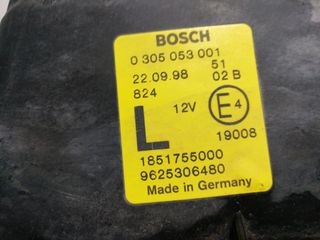 BOSCH
0 305 053 001
51
22.09.98 02 B
824
12V E4
L
19008
1851755000
9625306480
Made in Germany